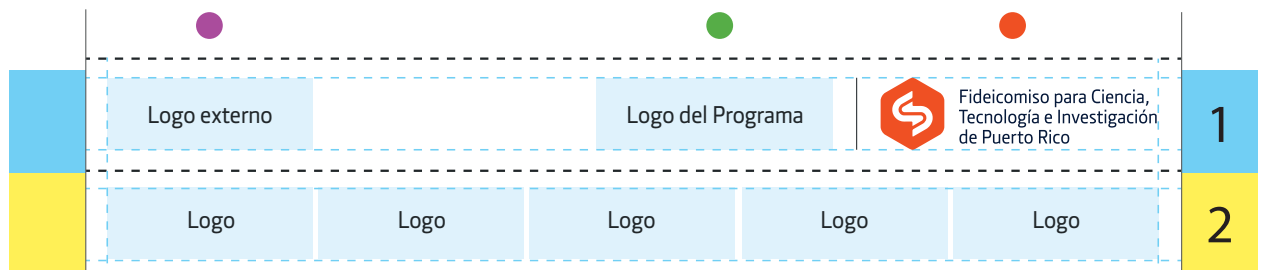 Logo externo
Logo del Programa
Fideicomiso para Ciencia,
Tecnología e Investigación
de Puerto Rico
1
Logo
Logo
Logo
Logo
Logo
2